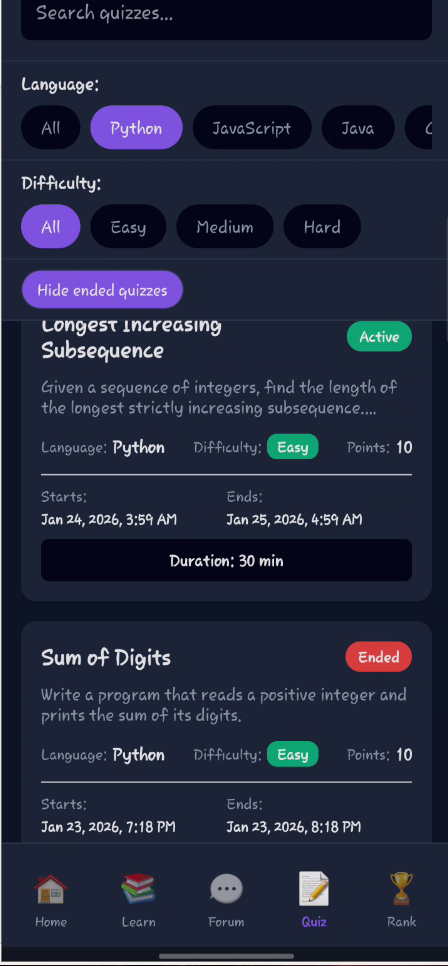 Search quizzes...
Language:
All Python JavaScript Java
Difficulty:
All Easy Medium Hard
Hide ended quizzes
Longest Increasing
Subsequence
Active
Given a sequence of integers, find the length of
the longest strictly increasing subsequence....
Language: Python Difficulty: Easy Points: 10
Starts: Ends:
Jan 24, 2026, 3:59 AM Jan 25, 2026, 4:59 AM
Duration: 30 min
Sum of Digits Ended
Write a program that reads a positive integer and
prints the sum of its digits.
Language: Python Difficulty: Easy Points: 10
Starts: Ends:
Jan 23, 2026, 7:18 PM Jan 23, 2026, 8:18 PM
Home Learn Forum Quiz Rank